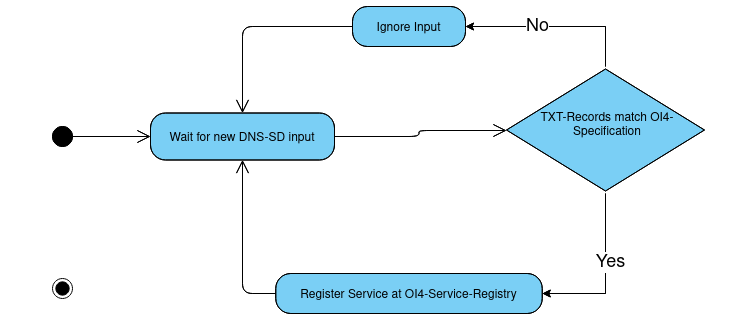 Ignore Input
No
TXT-Records match OI4-
Specification
Wait for new DNS-SD input
Yes
Register Service at OI4-Service-Registry